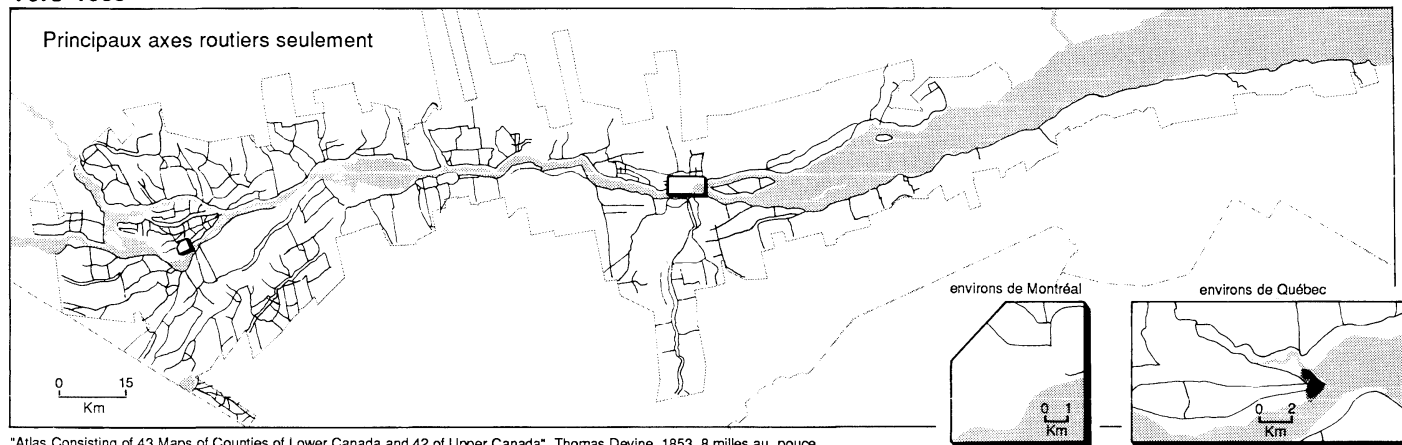 Principaux axes routiers seulement
environs de Montréal
environs de Québec
0 15
Km
0 1
Km
0 2
Km
"Atlas Consisting of 43 Maps of Counties of Lower Canada and 42 of Upper Canada", Thomas Devine, 1853, 8 milles au pouce